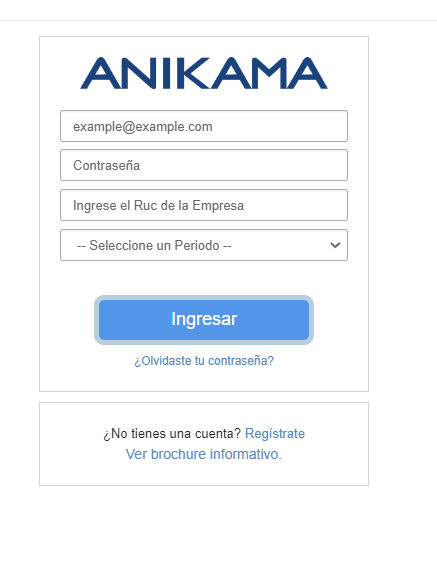 ANIKAMA
example@example.com
Contraseña
Ingrese el Ruc de la Empresa
-- Seleccione un Periodo --
Ingresar
¿Olvidaste tu contraseña?
¿No tienes una cuenta? Regístrate
Ver brochure informativo.